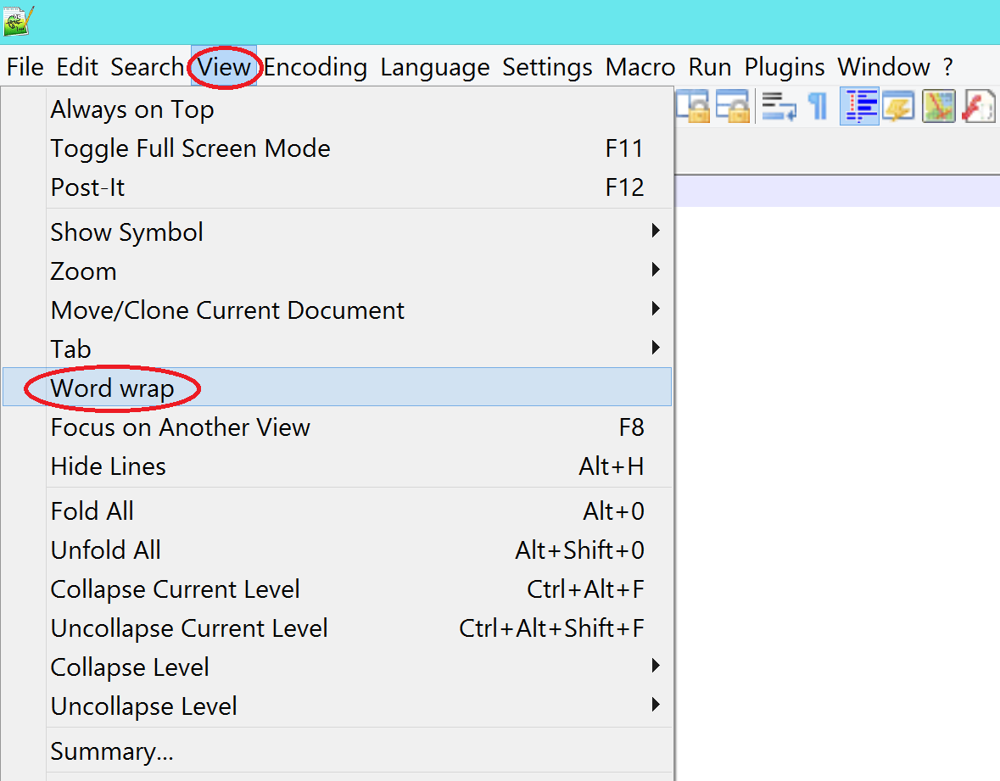 File Edit Search View Encoding Language Settings Macro Run Plugins Window ?
Always on Top
Toggle Full Screen Mode F11
Post-It F12
Show Symbol
Zoom
Move/Clone Current Document
Tab
Word wrap
Focus on Another View F8
Hide Lines Alt+H
Fold All Alt+0
Unfold All Alt+Shift+0
Collapse Current Level Ctrl+Alt+F
Uncollapse Current Level Ctrl+Alt+Shift+F
Collapse Level
Uncollapse Level
Summary...